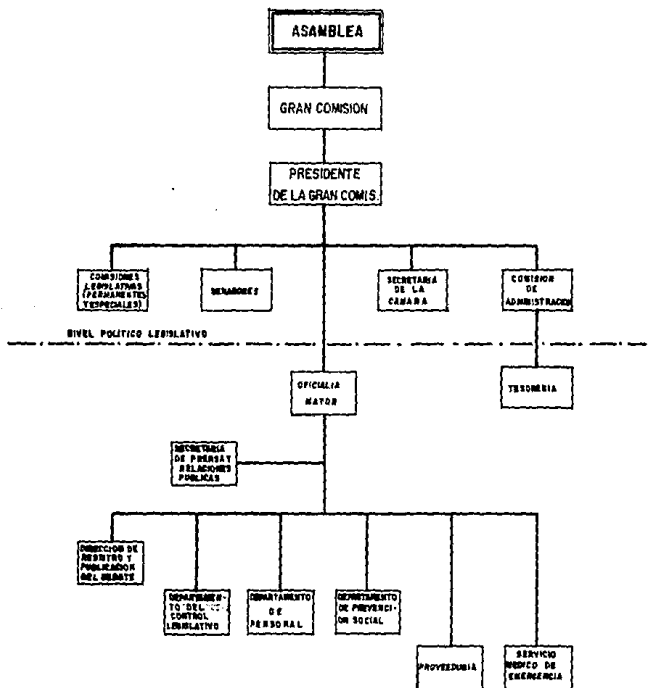 ASAMBLEA
GRAN COMISION
PRESIDENTE
DE LA GRAN COMIS.
COMISIONES
LEGISLATIVAS
(PERMANENTES
Y ESPECIALES)
SENADORES
SECRETARIA
DE LA
CAMARA
COMISION
DE
ADMINISTRACION
NIVEL POLÍTICO LEGISLATIVO
OFICIALIA
MAYOR
TESORERIA
SECRETARIA
DE PRENSA Y
RELACIONES
PUBLICAS
DIRECCION DE
REGISTRO Y
PUBLICACION
DEL DEBATE
DEPARTAMEN-
TO DEL
CONTROL
LEGISLATIVO
DEPARTAMENTO
DE
PERSONAL
DEPARTAMENTO
DE PREVENCI-
ON SOCIAL
PROVEEDURIA
SERVICIO
MEDICO DE
EMERGENCIA